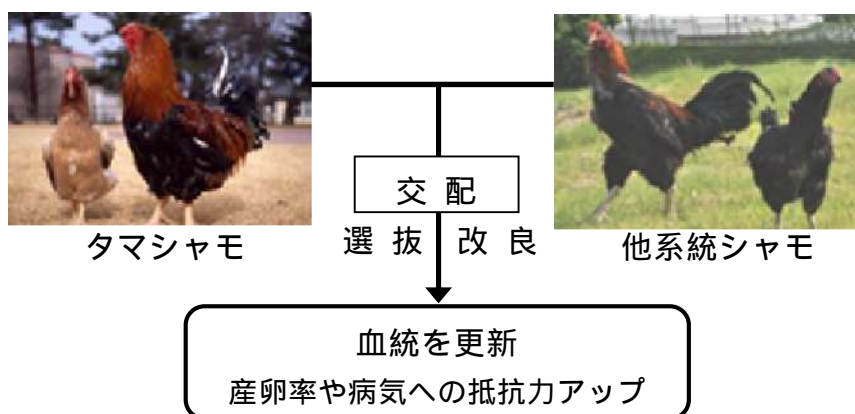 交配
タマシャモ
選抜 改良
他系統シャモ
血統を更新
産卵率や病気への抵抗力アップ